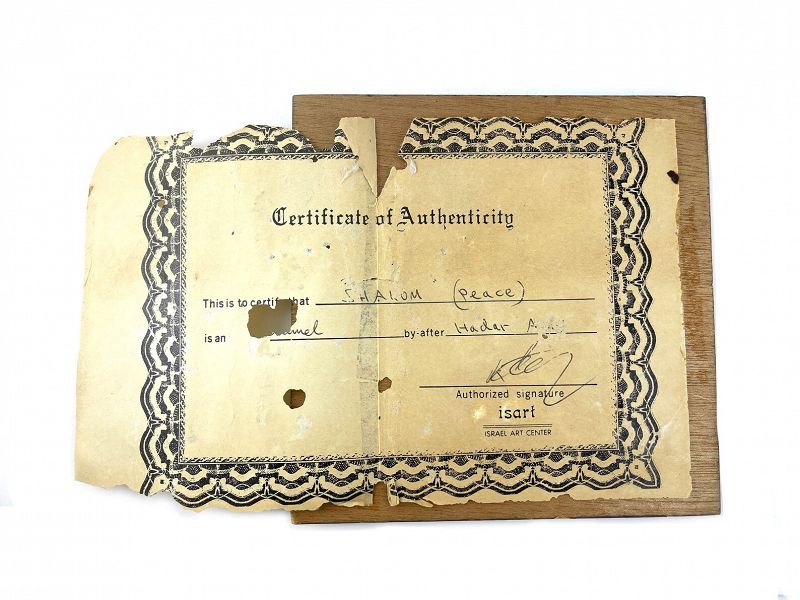 Certificate of Authenticity
This is to certify that SHALOM (Peace)
is an by-after Hadar
Authorized signature
isart
ISRAEL ART CENTER